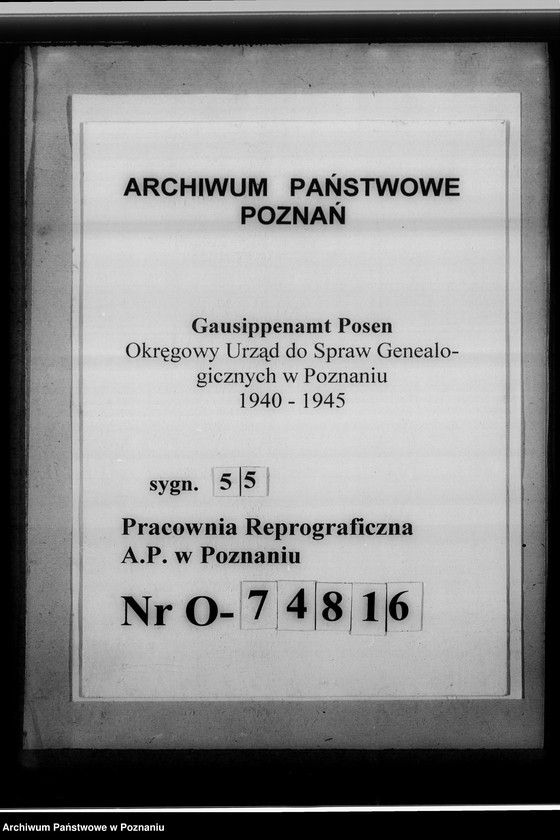 ARCHIWUM PAŃSTWOWE
POZNAŃ
Gausippenamt Posen
Okręgowy Urząd do Spraw Genealo-
gicznych w Poznaniu
1940 - 1945
sygn. 55
Pracownia Reprograficzna
A.P. w Poznaniu
Nr O-74816
Archiwum Państwowe w Poznaniu